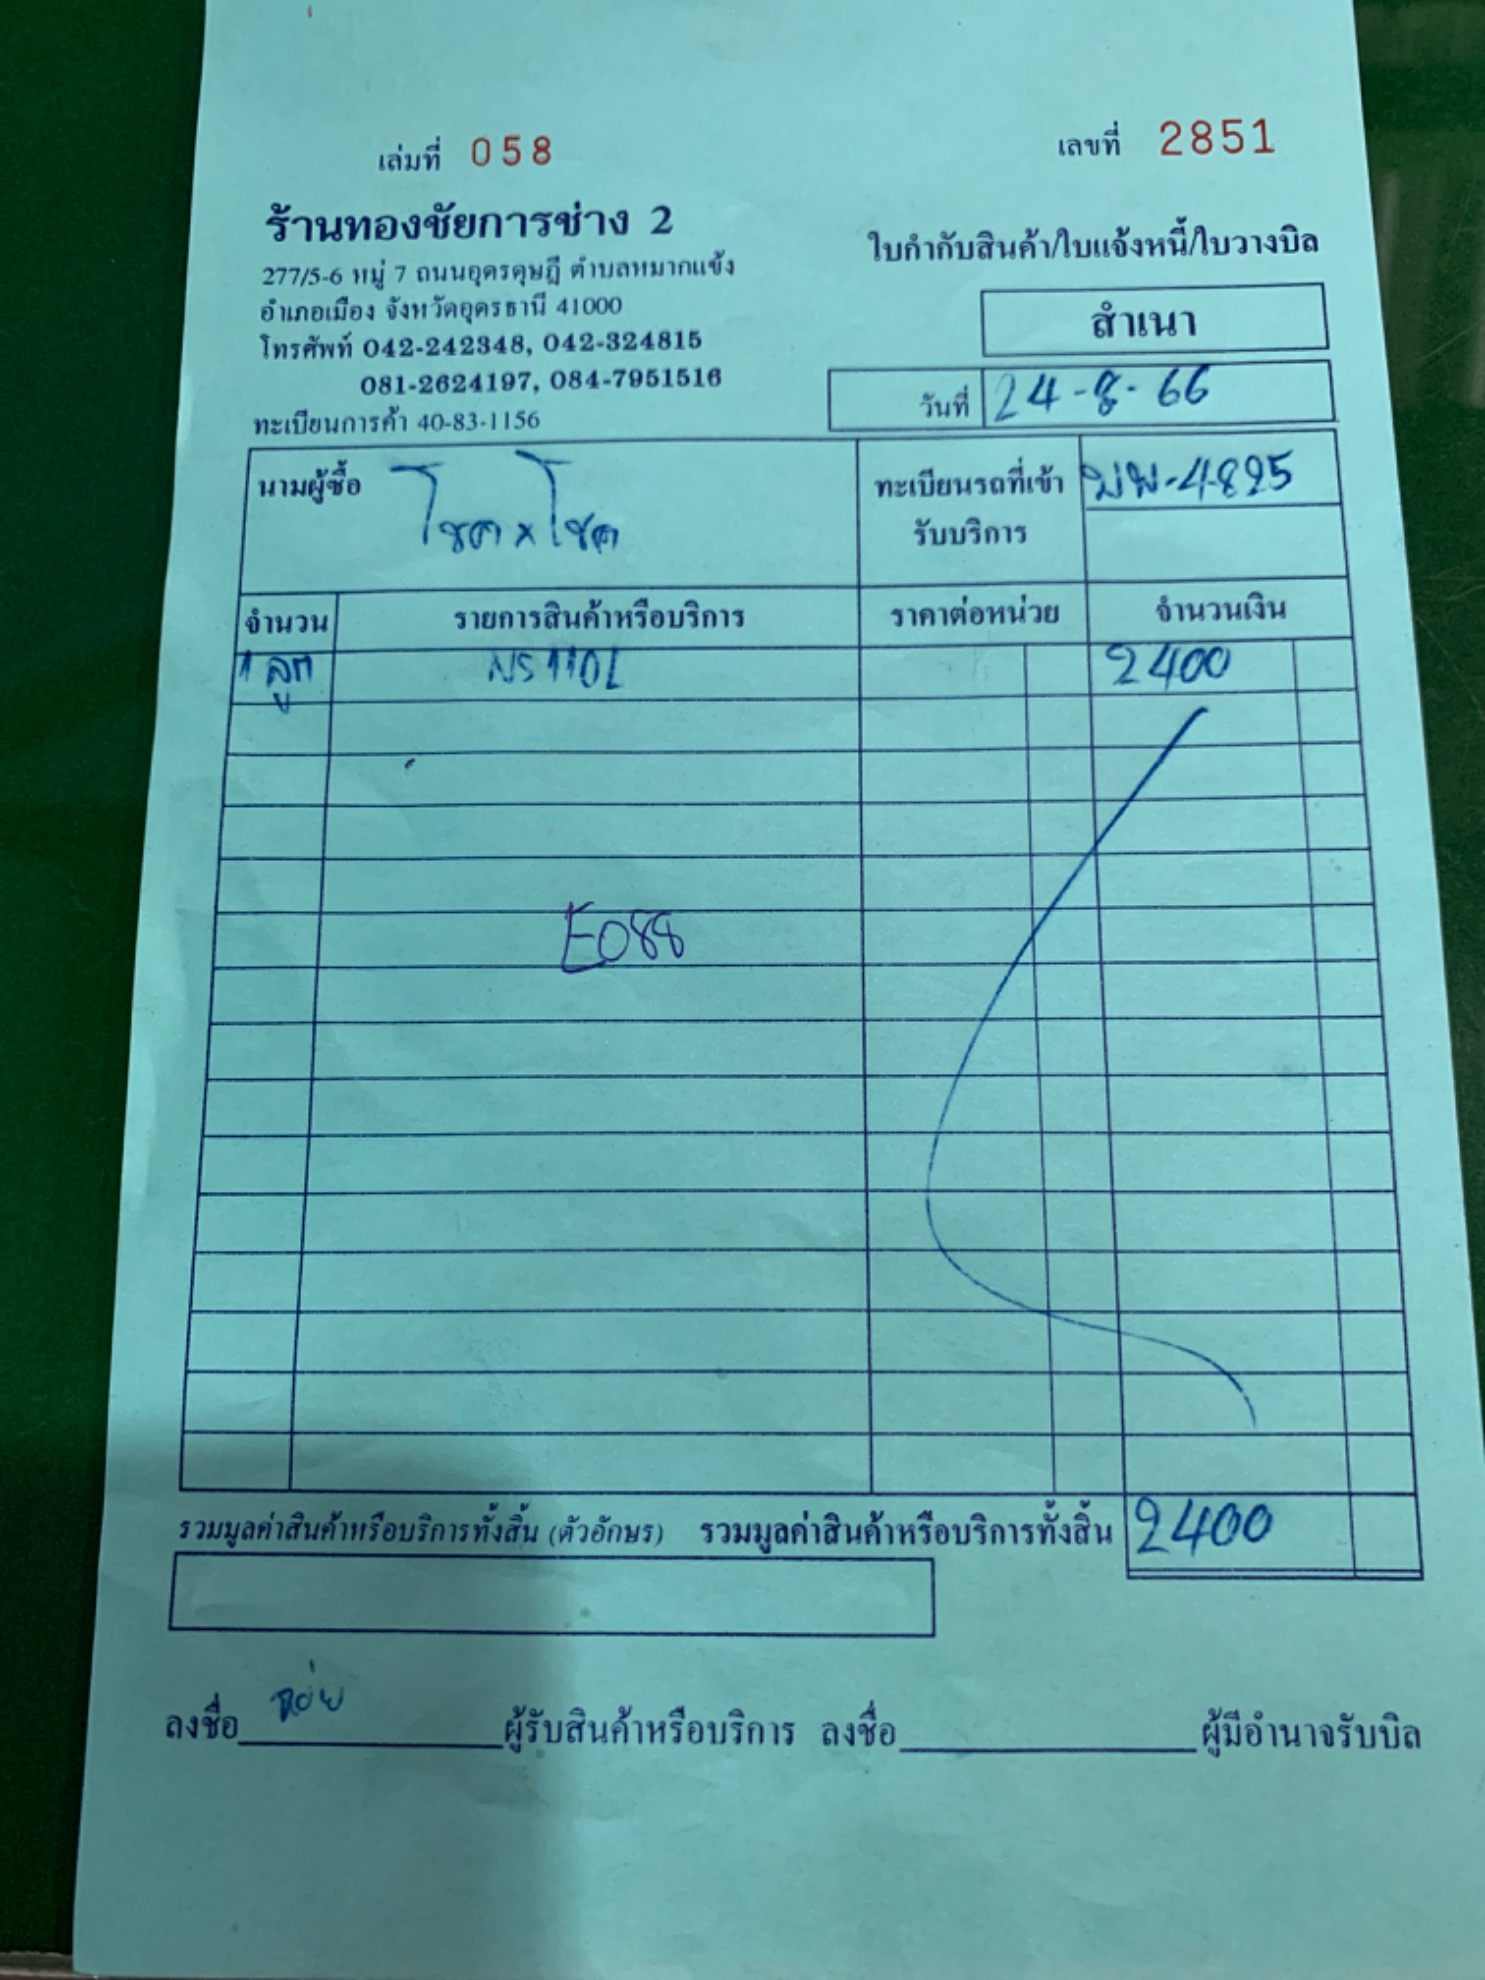 เล่มที่ 058
เลขที่ 2851
ร้านทองชัยการช่าง 2
277/5-6 หมู่ 7 ถนนอุดรดุษฎี ตำบลหมากแข้ง
อำเภอเมือง จังหวัดอุดรธานี 41000
โทรศัพท์ 042-242348, 042-324815
081-2624197, 084-7951516
ทะเบียนการค้า 40-83-1156
ใบกำกับสินค้า/ใบแจ้งหนี้/ใบวางบิล
สำเนา
วันที่ 24-8-66
นามผู้ซื้อ โชค x โชค
ทะเบียนรถที่เข้า
รับบริการ
-4825
จำนวน รายการสินค้าหรือบริการ ราคาต่อหน่วย จำนวนเงิน
1 ลูก NS110L 2400
E088
รวมมูลค่าสินค้าหรือบริการทั้งสิ้น (ตัวอักษร) รวมมูลค่าสินค้าหรือบริการทั้งสิ้น 2400
ลงชื่อ ผู้รับสินค้าหรือบริการ ลงชื่อ ผู้มีอำนาจรับบิล